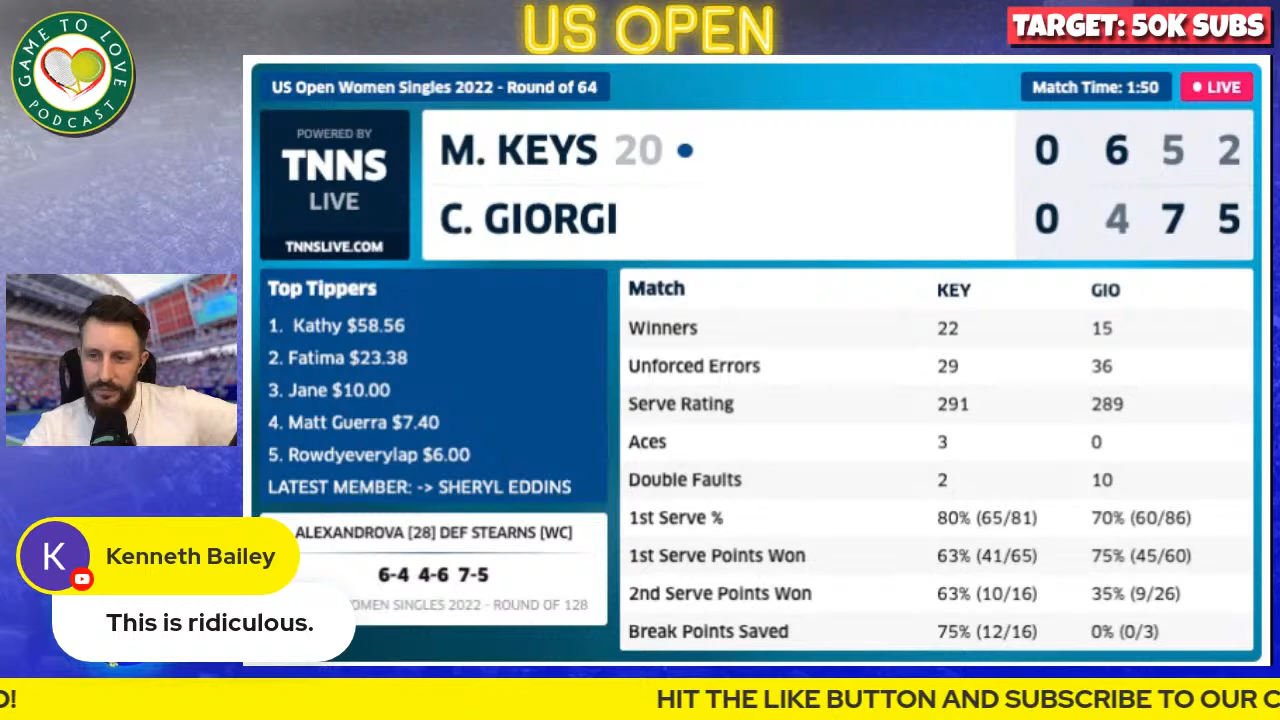 GAME TO LOVE
PODCAST
US OPEN
TARGET: 50K SUBS
US Open Women Singles 2022 - Round of 64
Match Time: 1:50
LIVE
POWERED BY
TNNS
LIVE
TNNSLIVE.COM
M. KEYS 20 0 6 5 2
C. GIORGI 0 4 7 5
Top Tippers
1. Kathy $58.56
2. Fatima $23.38
3. Jane $10.00
4. Matt Guerra $7.40
5. Rowdyeverylap $6.00
LATEST MEMBER: -> SHERYL EDDINS
ALEXANDROVA [28] DEF STEARNS [WC]
6-4 4-6 7-5
OMEN SINGLES 2022 - ROUND OF 128
Match KEY GIO
Winners 22 15
Unforced Errors 29 36
Serve Rating 291 289
Aces 3 0
Double Faults 2 10
1st Serve % 80% (65/81) 70% (60/86)
1st Serve Points Won 63% (41/65) 75% (45/60)
2nd Serve Points Won 63% (10/16) 35% (9/26)
Break Points Saved 75% (12/16) 0% (0/3)
K
Kenneth Bailey
This is ridiculous.
! HIT THE LIKE BUTTON AND SUBSCRIBE TO OUR